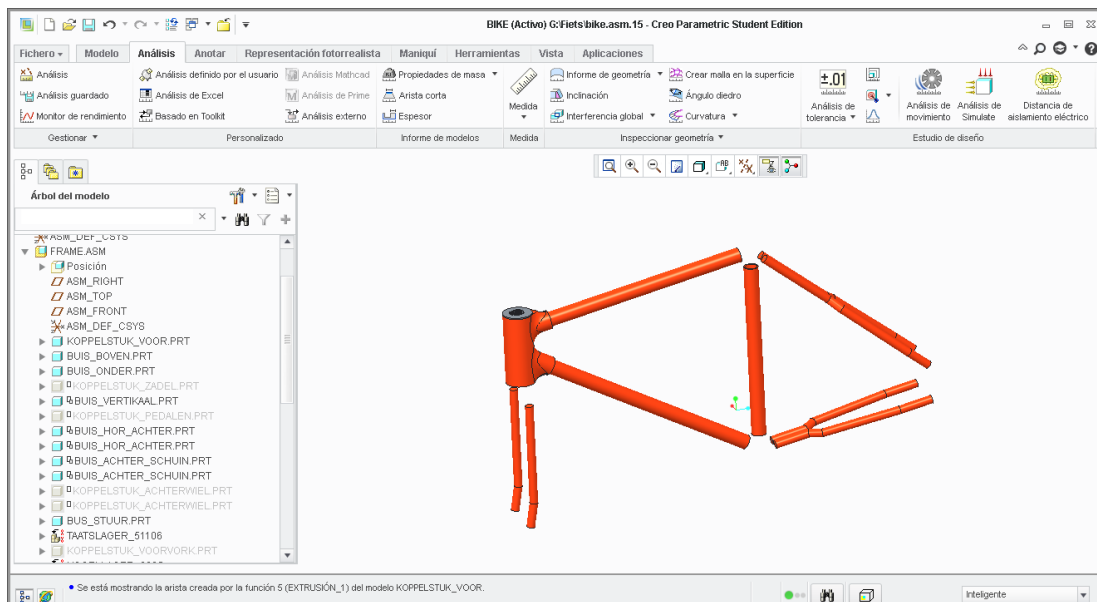 BIKE (Activo) G:\Fiets\bike.asm.15 - Creo Parametric Student Edition
Fichero Modelo Análisis Anotar Representación fotorrealista Maniquí Herramientas Vista Aplicaciones
Análisis
Análisis guardado
Monitor de rendimiento
Gestionar
Análisis definido por el usuario
Análisis de Excel
Basado en Toolkit
Análisis Mathcad
Análisis de Prime
Análisis externo
Personalizado
Propiedades de masa
Arista corta
Espesor
Informe de modelos
Medida
Medida
Informe de geometría
Inclinación
Interferencia global
Crear malla en la superficie
Ángulo diedro
Curvatura
Inspeccionar geometría
±.01
Análisis de
tolerancia
Análisis de
movimiento
Análisis de
Simulate
Distancia de
aislamiento eléctrico
Estudio de diseño
Árbol del modelo
ASM_DEF_CSYS
FRAME.ASM
Posición
ASM_RIGHT
ASM_TOP
ASM_FRONT
ASM_DEF_CSYS
KOPPELSTUK_VOOR.PRT
BUIS_BOVEN.PRT
BUIS_ONDER.PRT
KOPPELSTUK_ZADEL.PRT
BUIS_VERTIKAAL.PRT
KOPPELSTUK_PEDALEN.PRT
BUIS_HOR_ACHTER.PRT
BUIS_HOR_ACHTER.PRT
BUIS_ACHTER_SCHUIN.PRT
BUIS_ACHTER_SCHUIN.PRT
KOPPELSTUK_ACHTERWIEL.PRT
KOPPELSTUK_ACHTERWIEL.PRT
BUS_STUUR.PRT
TAATSLAGER_51106
KOPPELSTUK_VOORVORK.PRT
• Se está mostrando la arista creada por la función 5 (EXTRUSIÓN_1) del modelo KOPPELSTUK_VOOR.
Inteligente